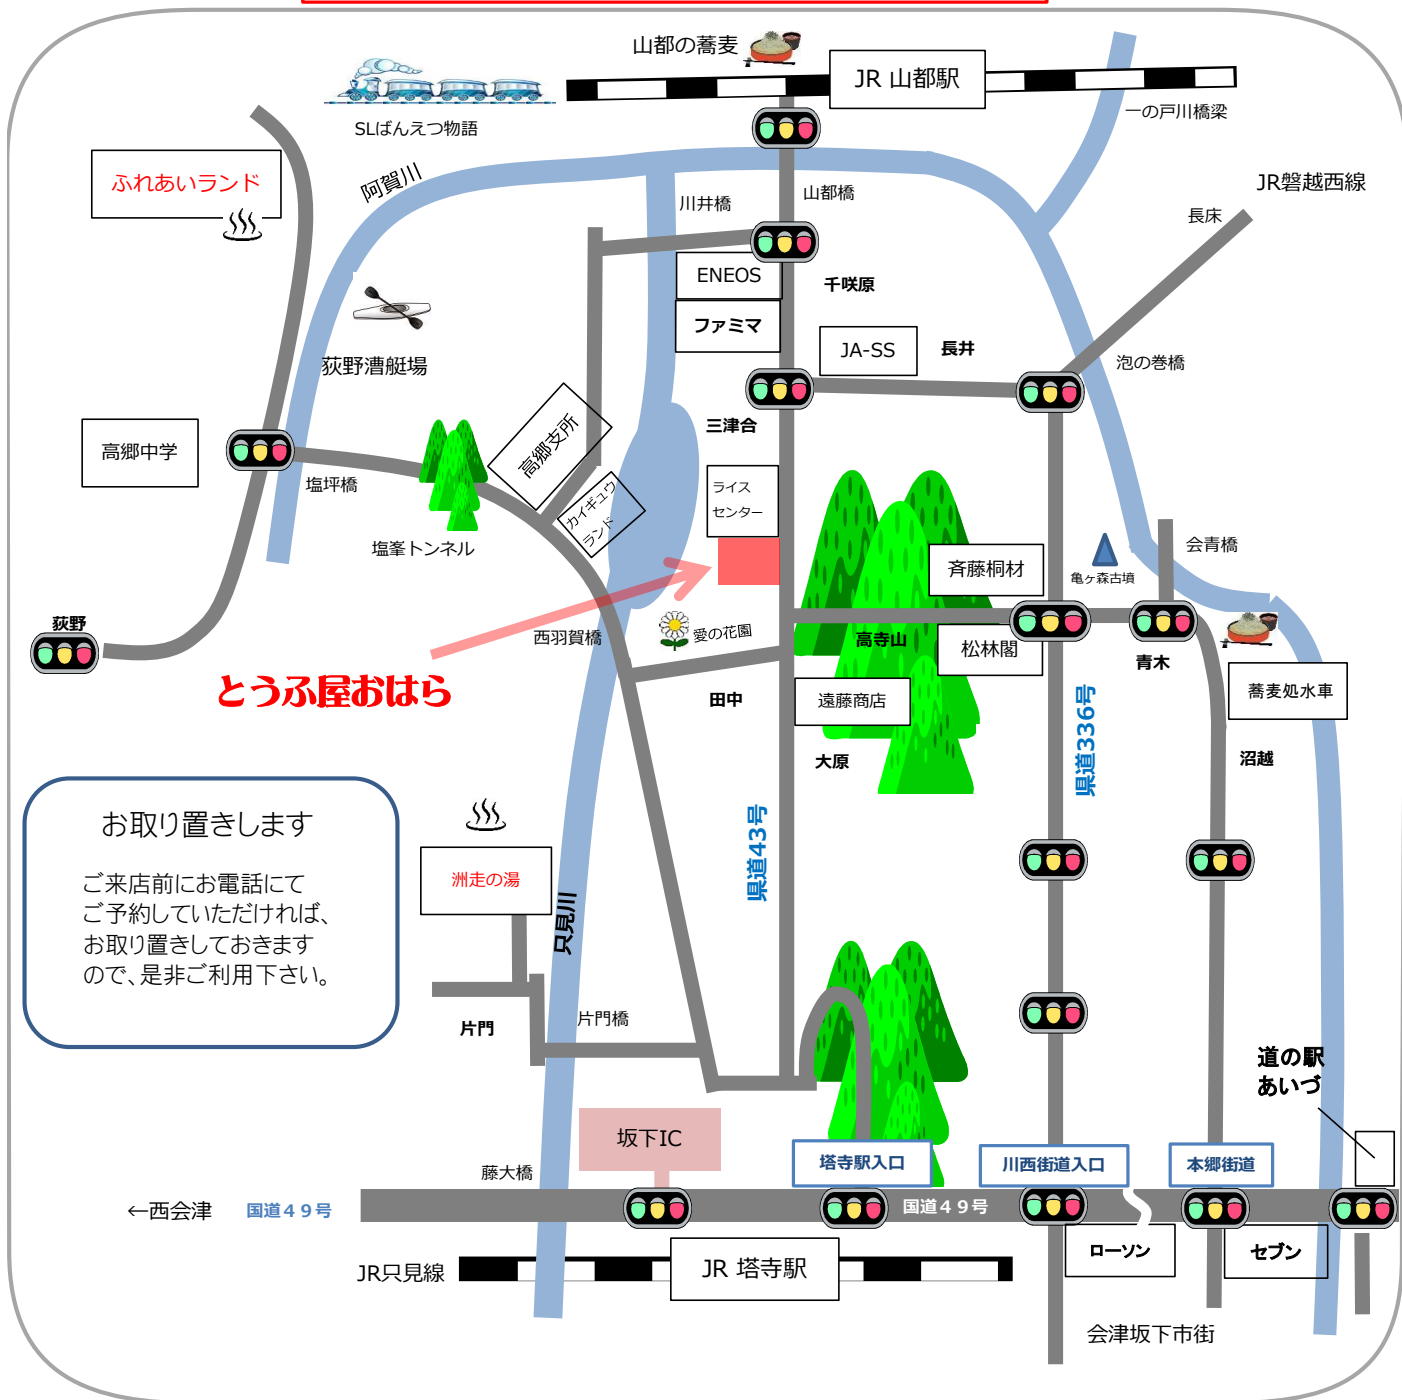 山都の蕎麦
JR 山都駅
SLばんえつ物語
一の戸川橋梁
ふれあいランド
阿賀川
川井橋
山都橋
JR磐越西線
長床
ENEOS
千咲原
ファミマ
JA-SS
長井
泡の巻橋
荻野漕艇場
三津合
高郷中学
高郷支所
塩坪橋
カイギュウ
ランド
ライス
センター
塩峯トンネル
会青橋
斉藤桐材
亀ヶ森古墳
荻野
西羽賀橋
愛の花園
高寺山
松林閣
青木
とうふ屋おはら
田中
遠藤商店
蕎麦処水車
県道336号
大原
沼越
お取り置きします
ご来店前にお電話にて
ご予約していただければ、
お取り置きしておきます
ので、是非ご利用下さい。
県道43号
洲走の湯
只見川
片門
片門橋
道の駅
あいづ
坂下IC
塔寺駅入口
川西街道入口
本郷街道
藤大橋
←西会津
国道49号
国道49号
ローソン
セブン
JR只見線
JR 塔寺駅
会津坂下市街